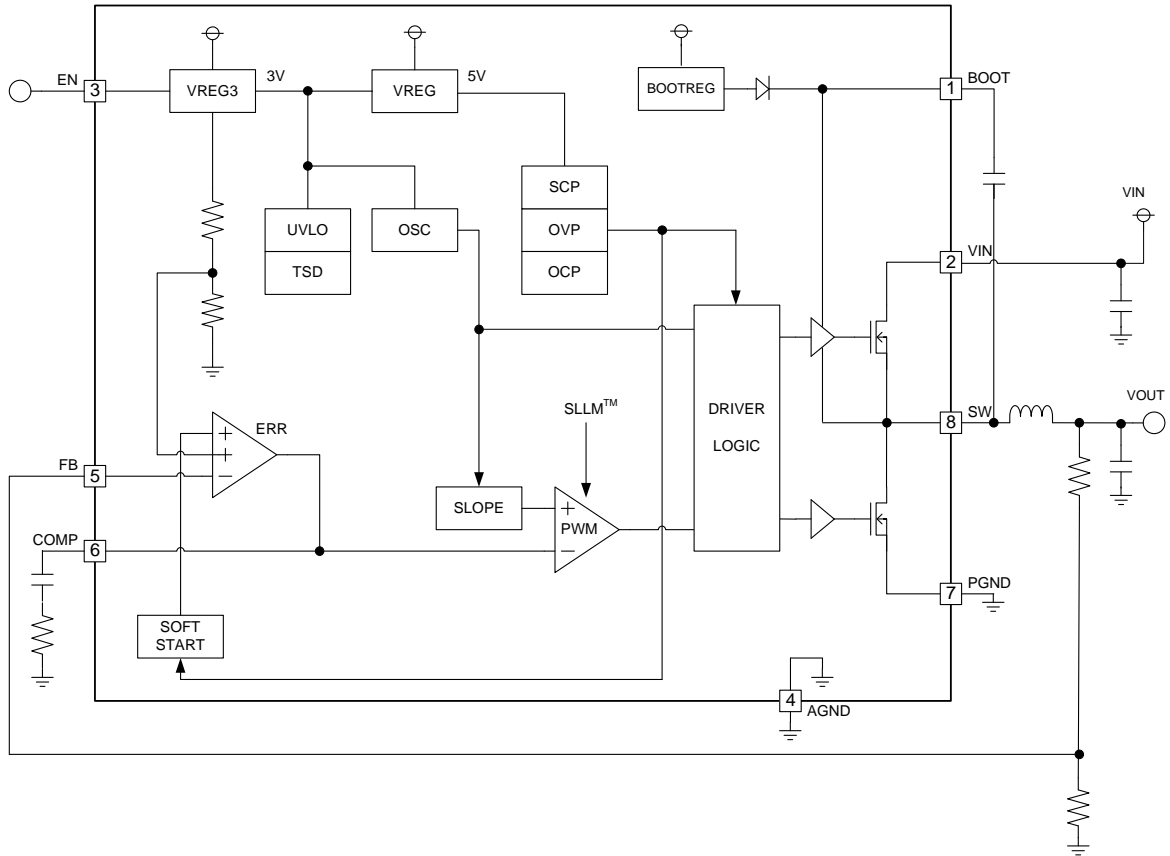 EN
3
VREG3
3V
VREG
5V
BOOTREG
1
BOOT
SCP
OVP
OCP
UVLO
TSD
OSC
VIN
VIN
2
SLLM™
DRIVER
LOGIC
VOUT
8
SW
ERR
+
+
−
FB
5
SLOPE
+
PWM
−
COMP
6
7
PGND
SOFT
START
4
AGND